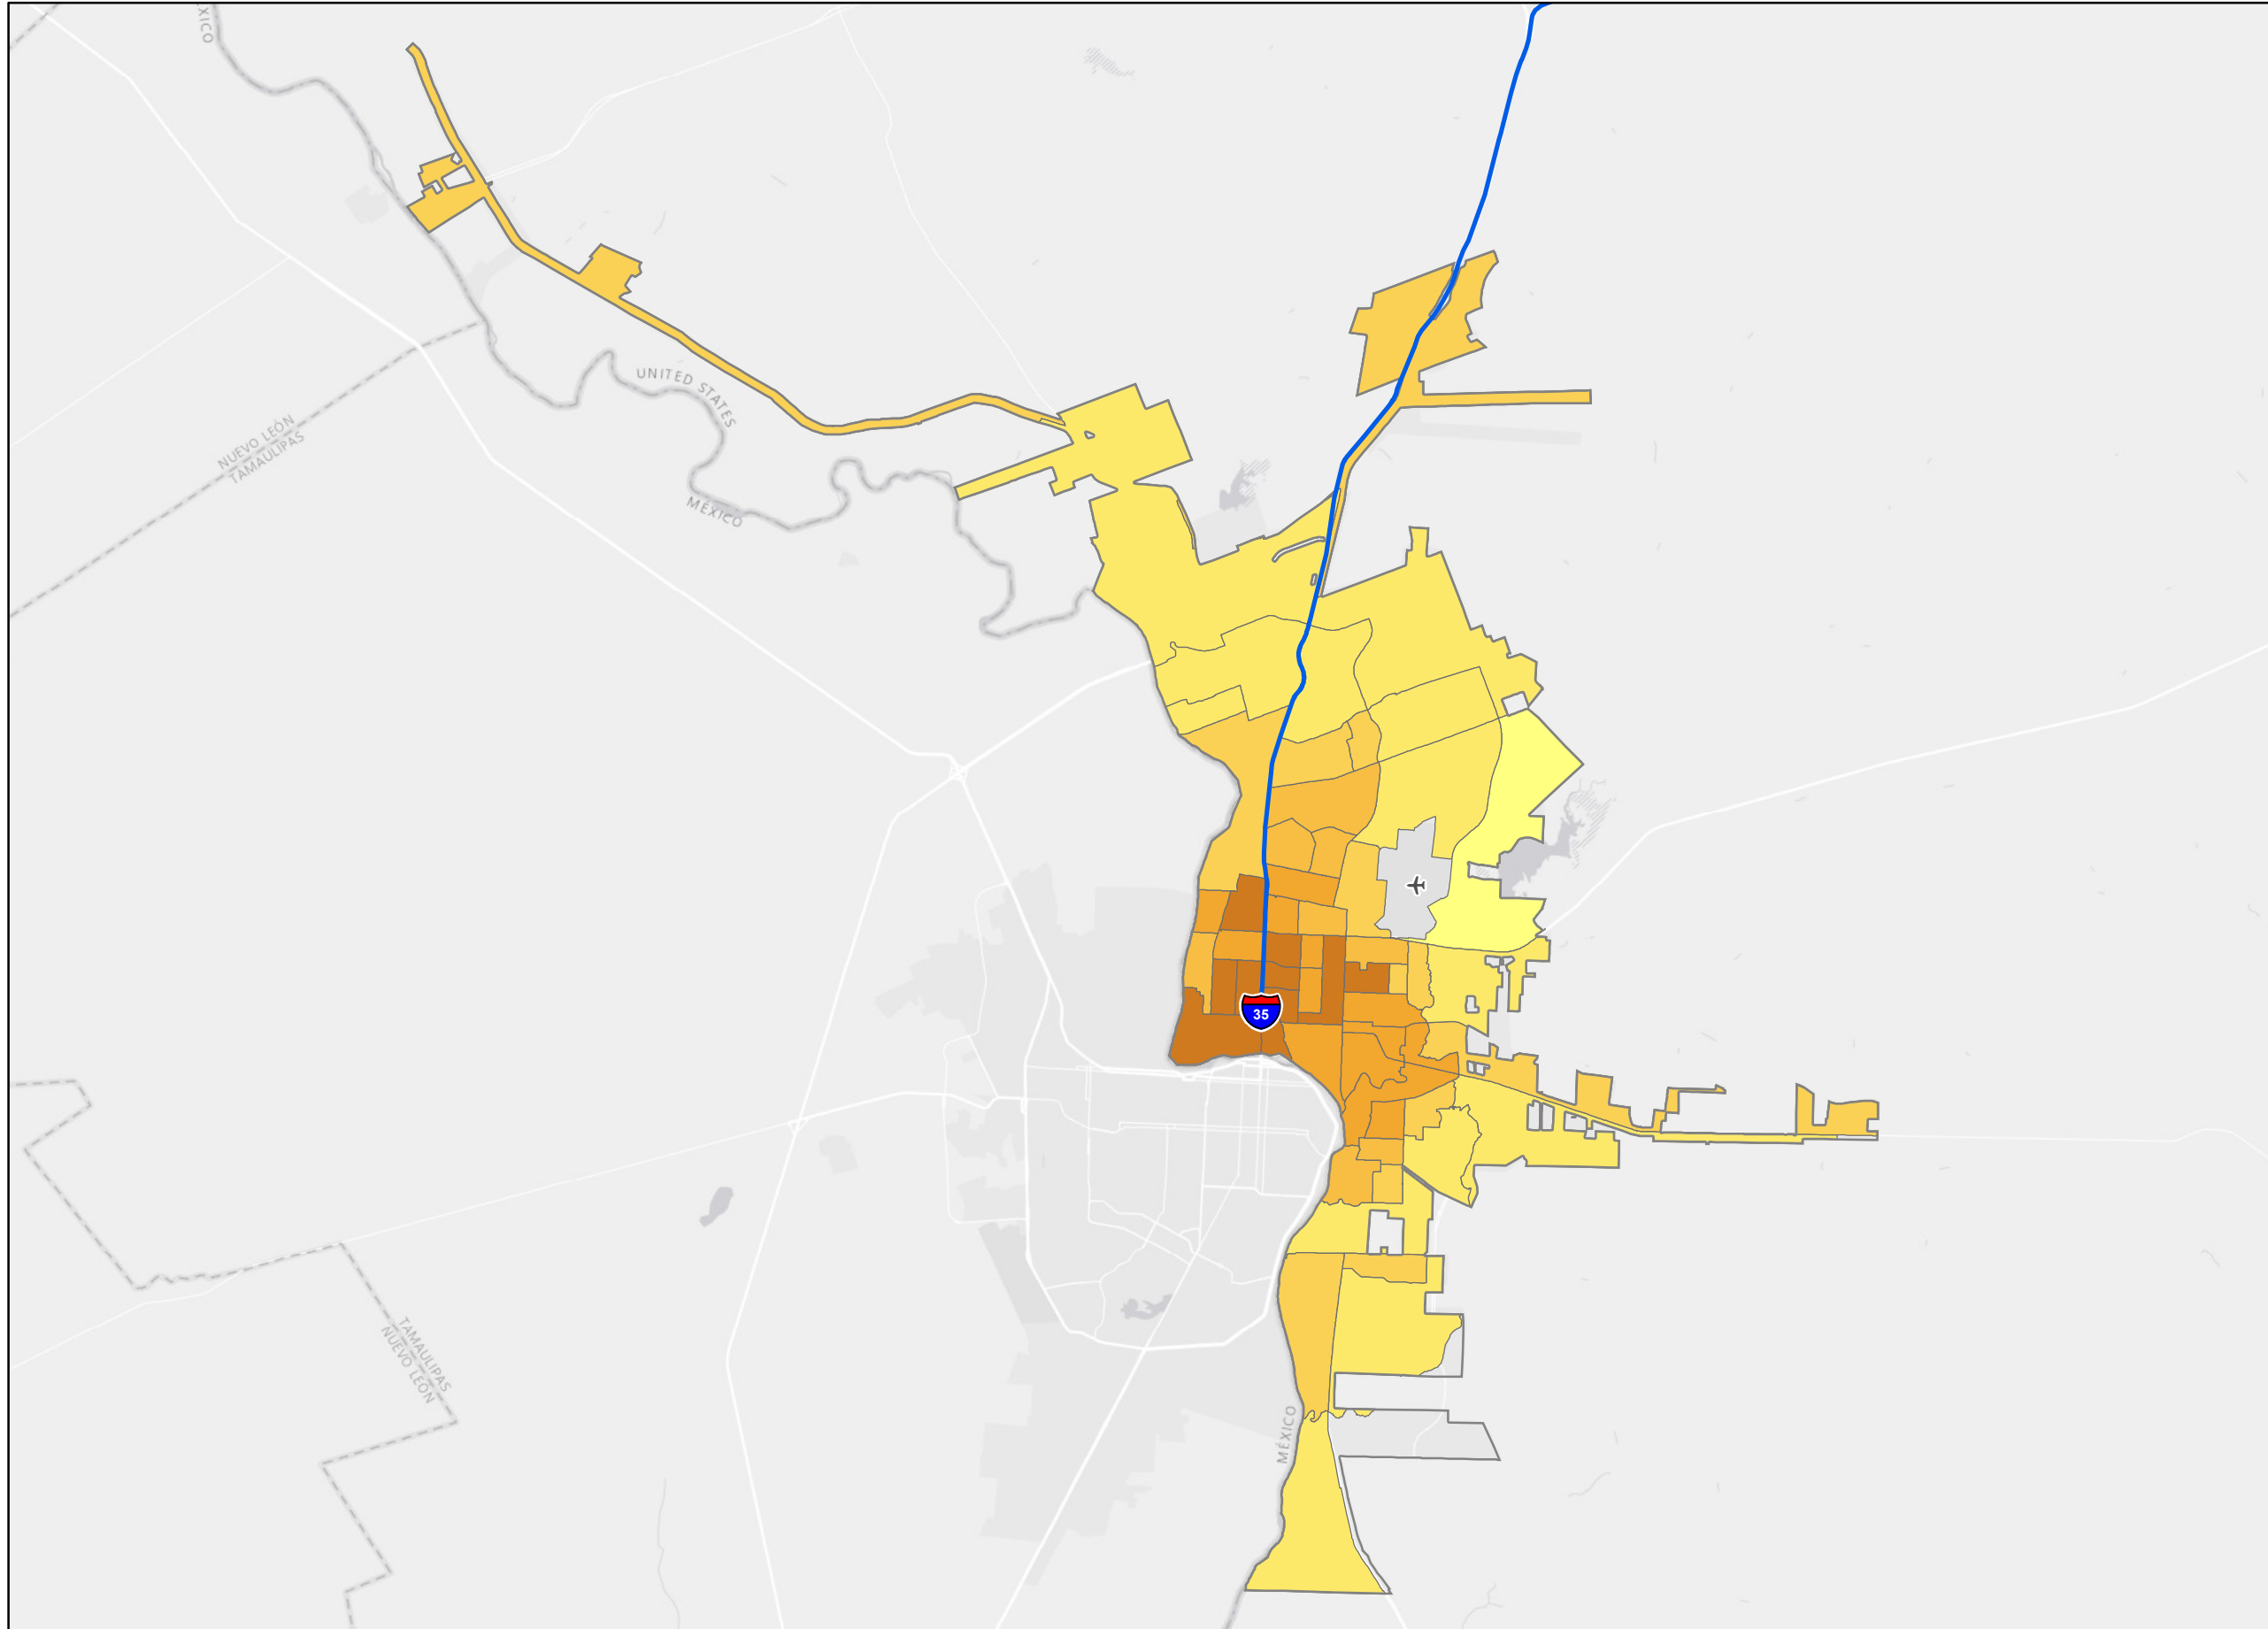 XICO
UNITED STATES
MÉXICO
NUEVO LEÓN
TAMAULIPAS
35
TAMAULIPAS
NUEVO LEÓN
MÉXICO